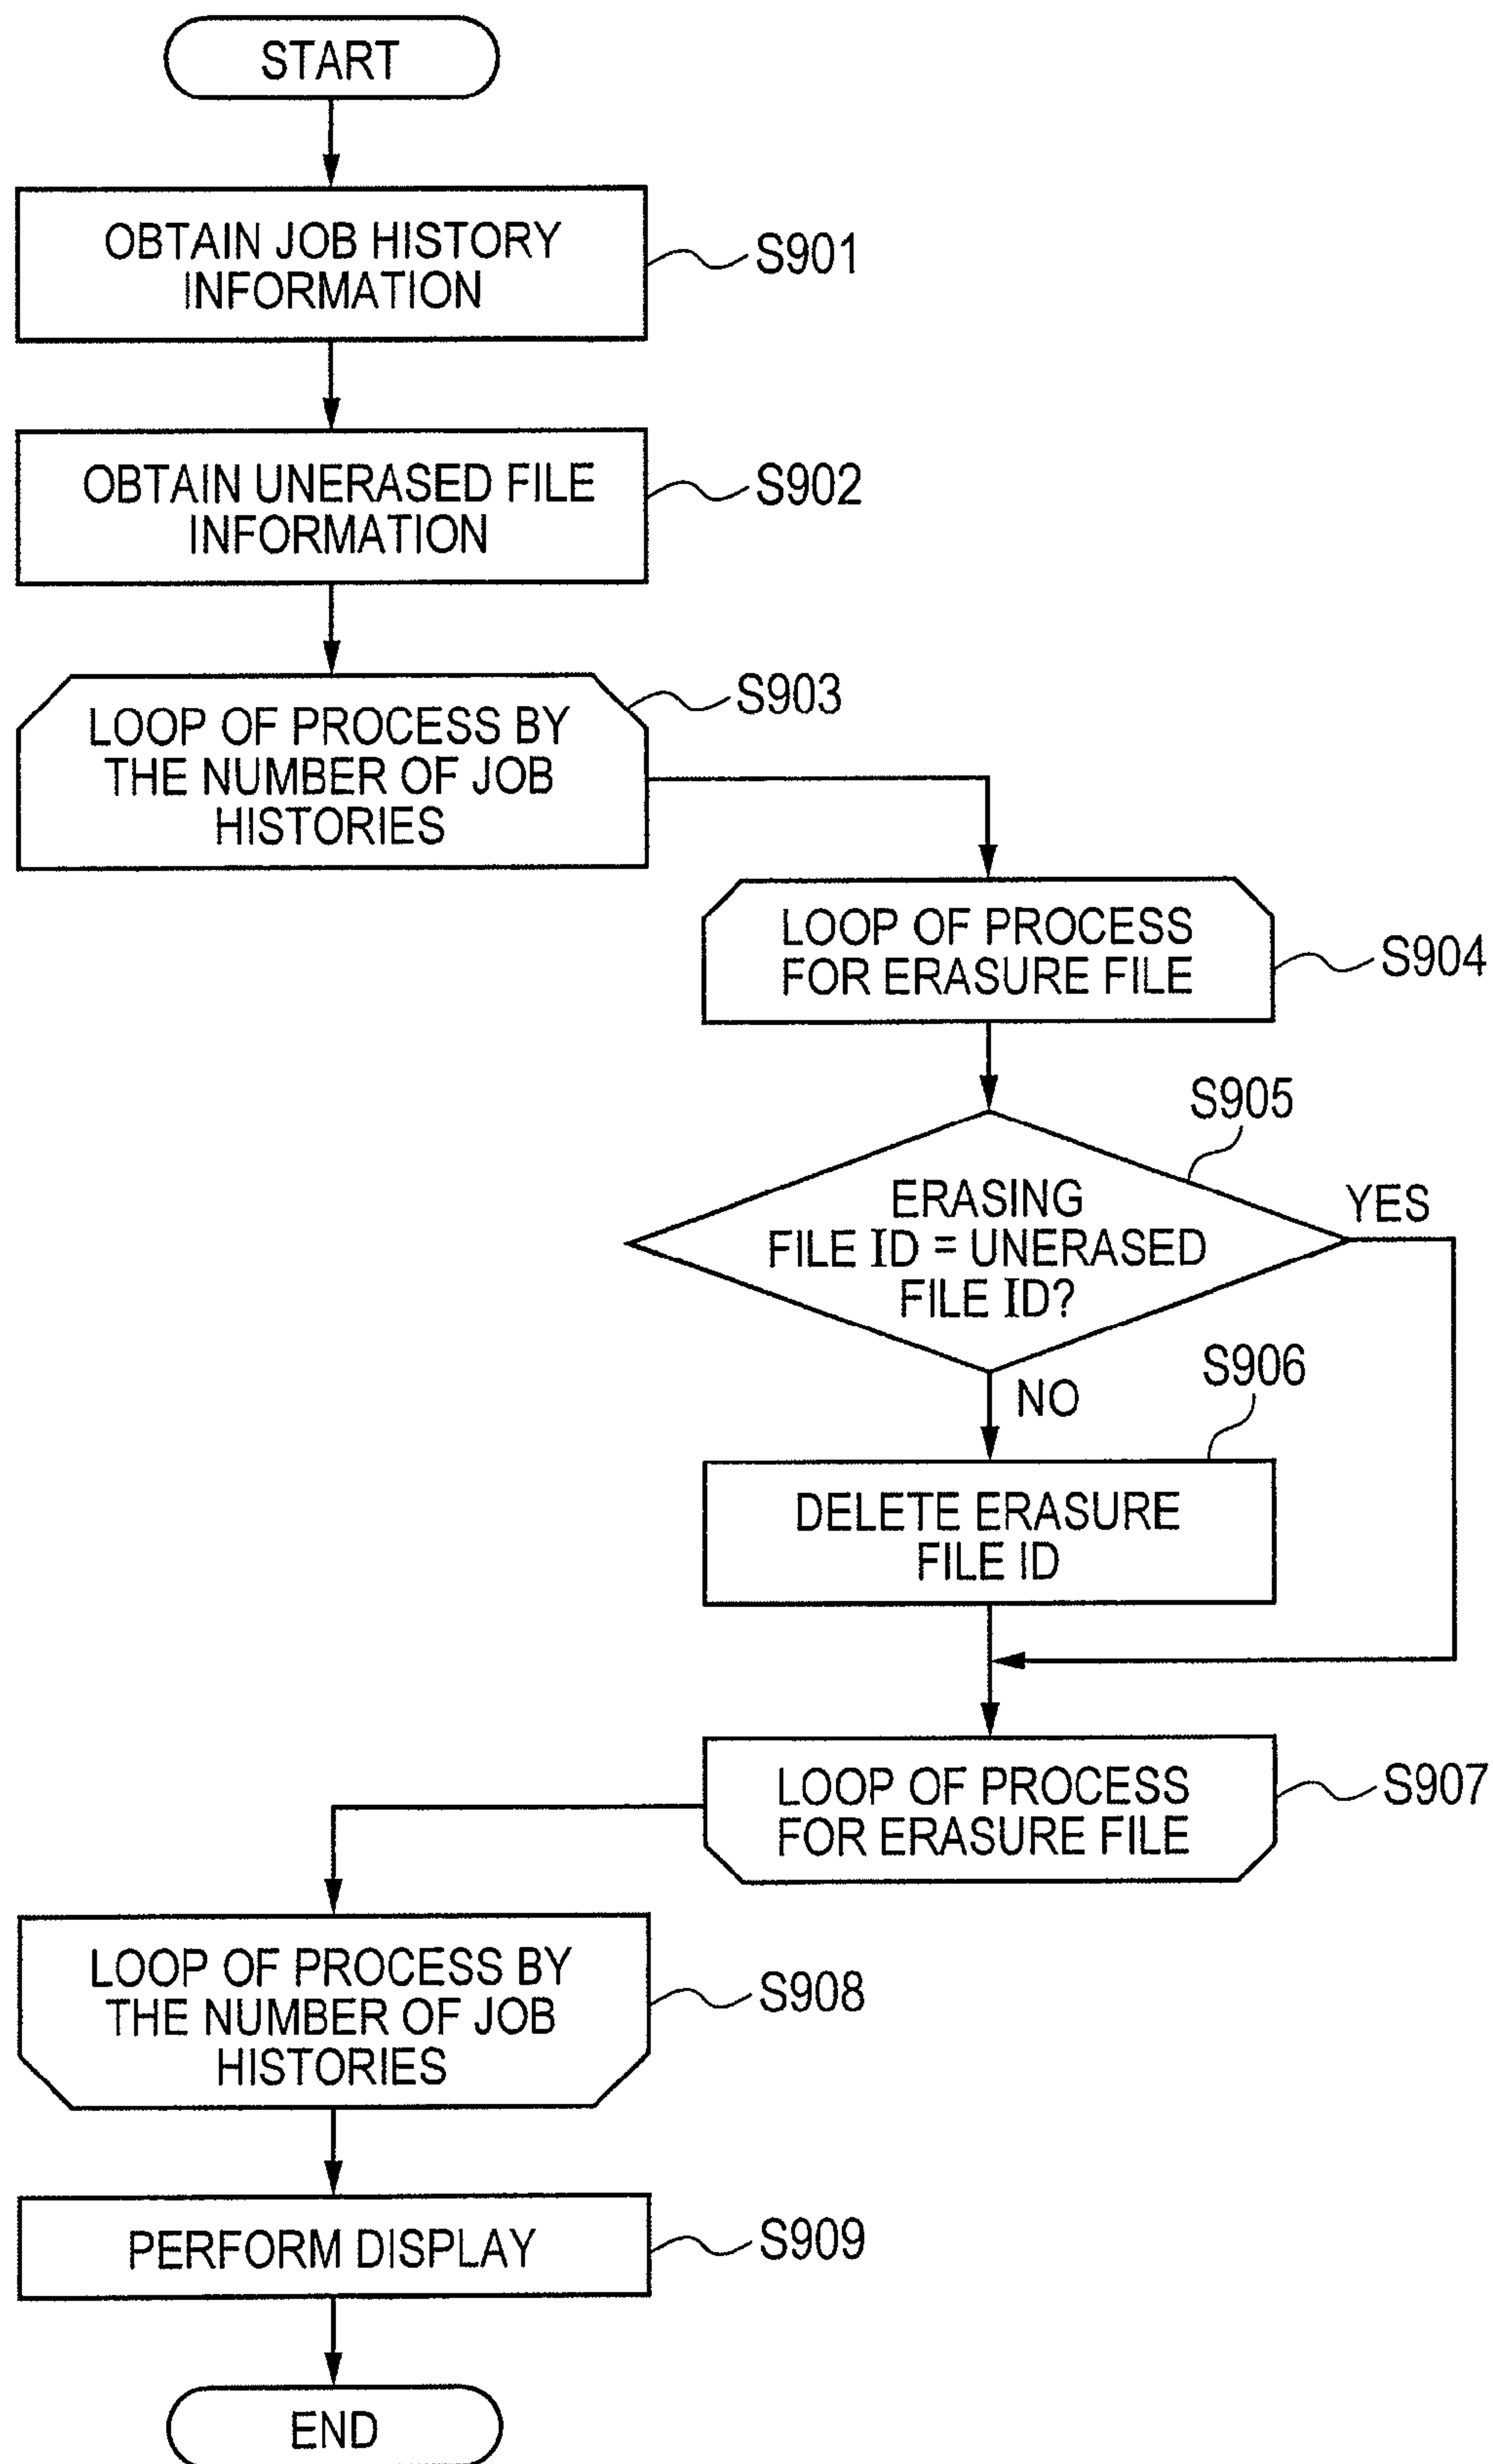 START
OBTAIN JOB HISTORY
INFORMATION
S901
OBTAIN UNERASED FILE
INFORMATION
S902
LOOP OF PROCESS BY
THE NUMBER OF JOB
HISTORIES
S903
LOOP OF PROCESS
FOR ERASURE FILE
S904
S905
ERASING
FILE ID = UNERASED
FILE ID?
YES
NO
S906
DELETE ERASURE
FILE ID
LOOP OF PROCESS
FOR ERASURE FILE
S907
LOOP OF PROCESS BY
THE NUMBER OF JOB
HISTORIES
S908
PERFORM DISPLAY
S909
END